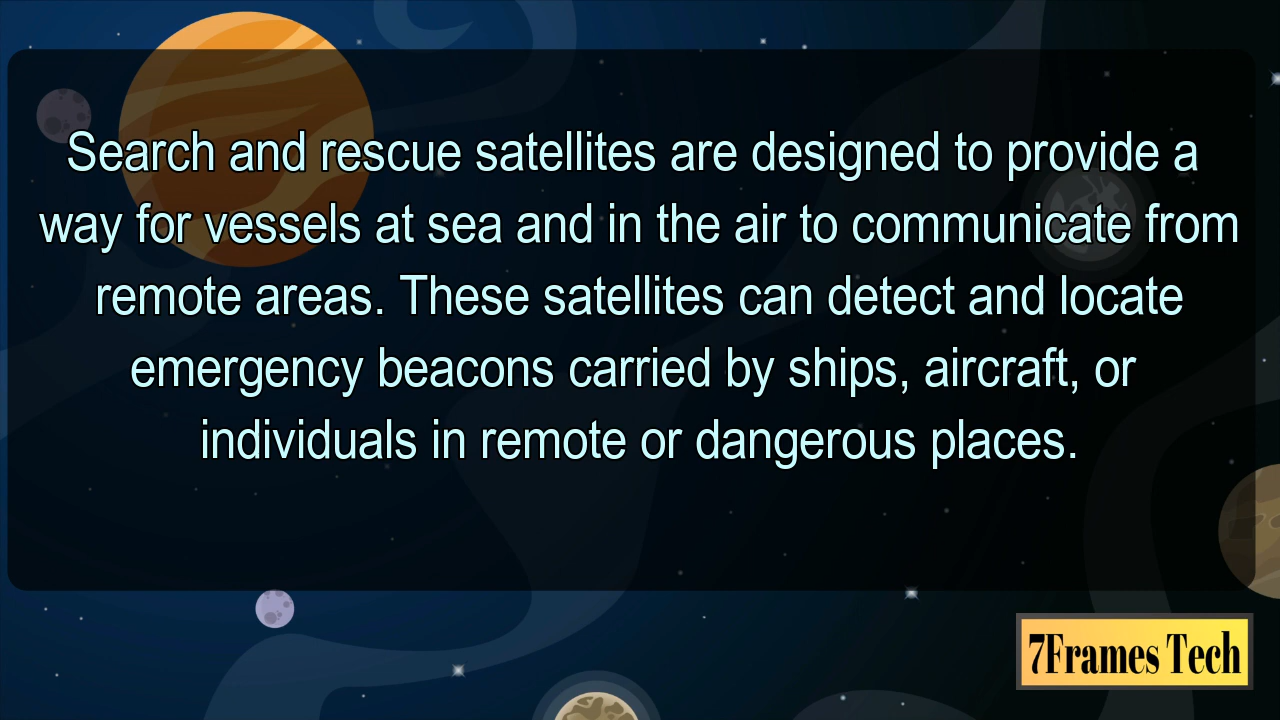 Search and rescue satellites are designed to provide a
way for vessels at sea and in the air to communicate from
remote areas. These satellites can detect and locate
emergency beacons carried by ships, aircraft, or
individuals in remote or dangerous places.
7Frames Tech